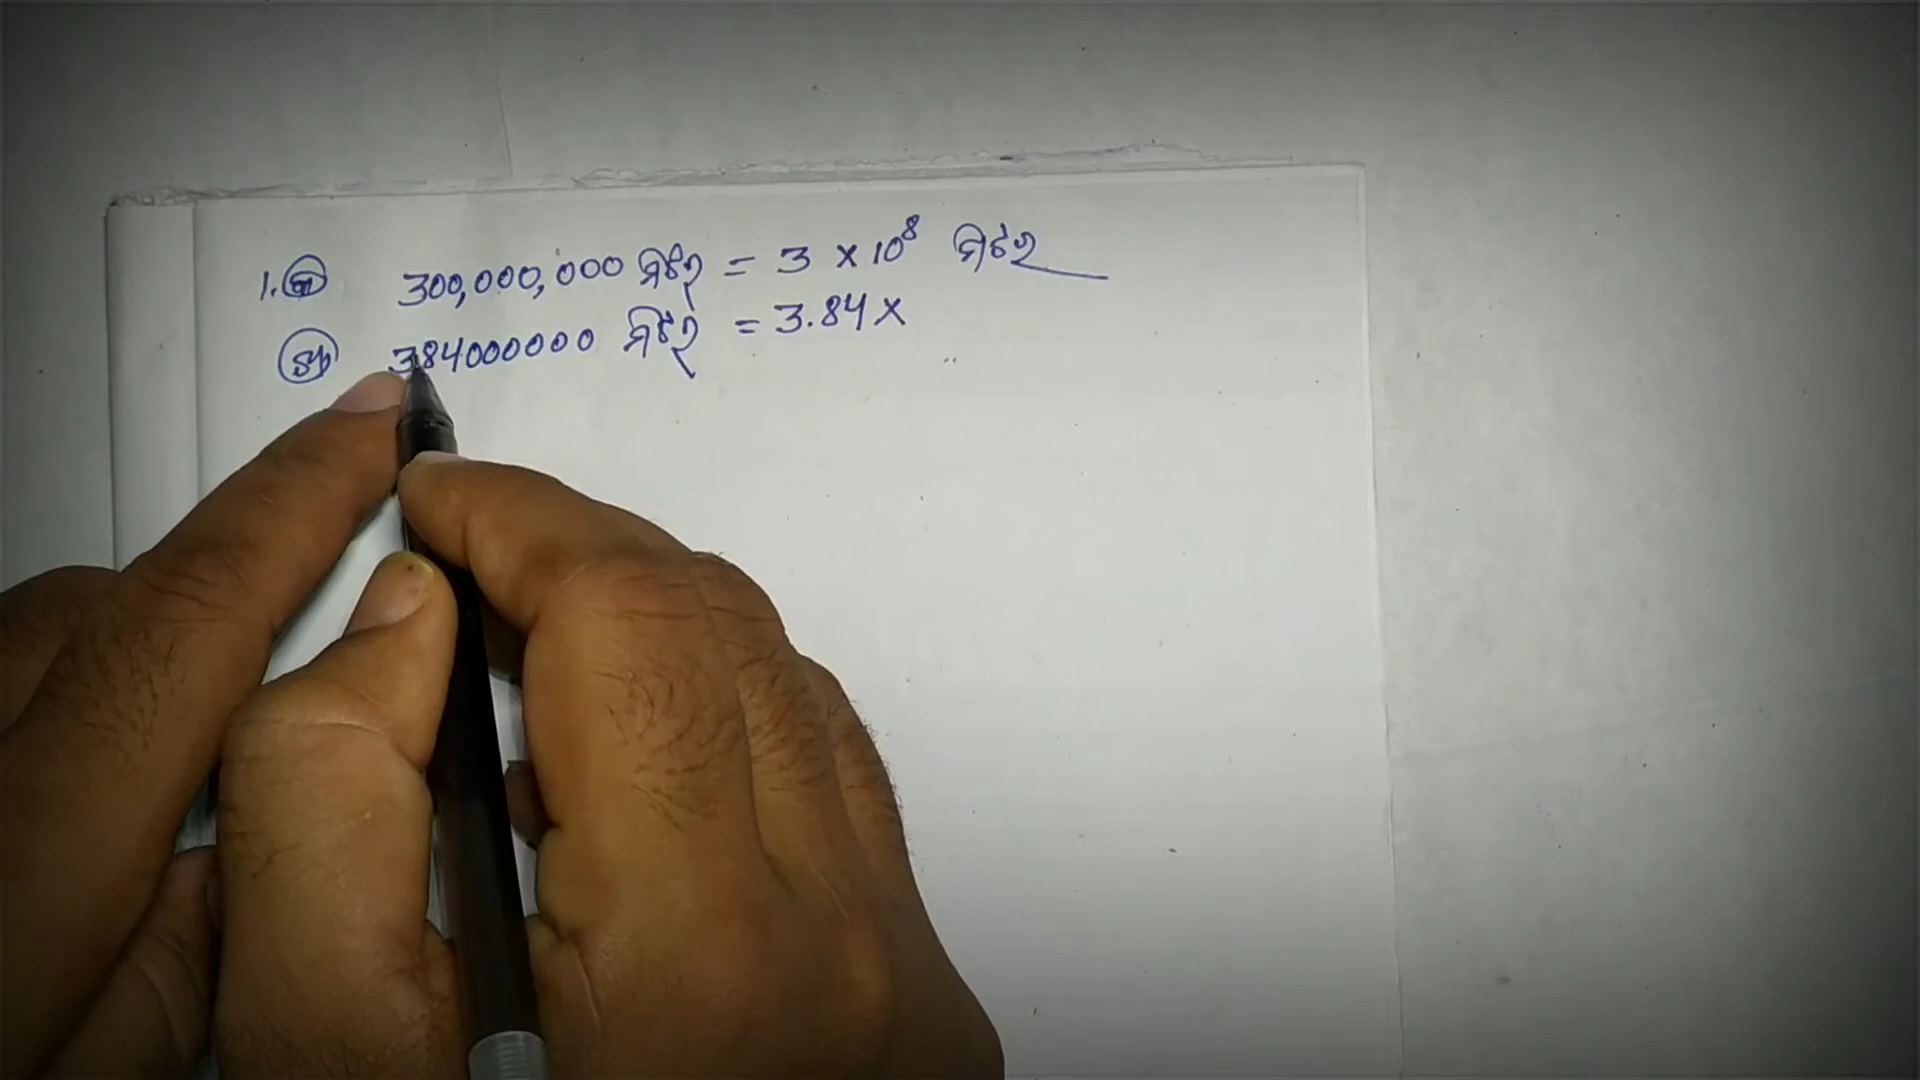 1. କ 300,000,000 ମିଟର = 3 × 10⁸ ମିଟର
ଖ 384000000 ମିଟର = 3.84 ×